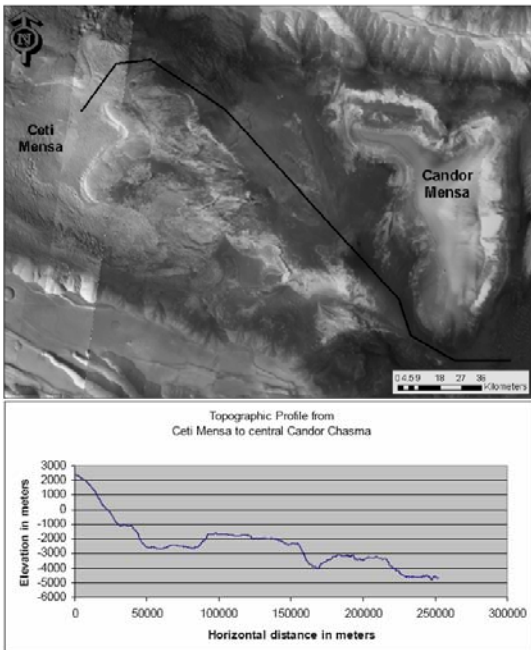 N
Ceti
Mensa
Candor
Mensa
0 4.5 9 18 27 36
Kilometers
Topographic Profile from
Ceti Mensa to central Candor Chasma
Elevation in meters
3000
2000
1000
0
-1000
-2000
-3000
-4000
-5000
-6000
0 50000 100000 150000 200000 250000 300000
Horizontal distance in meters